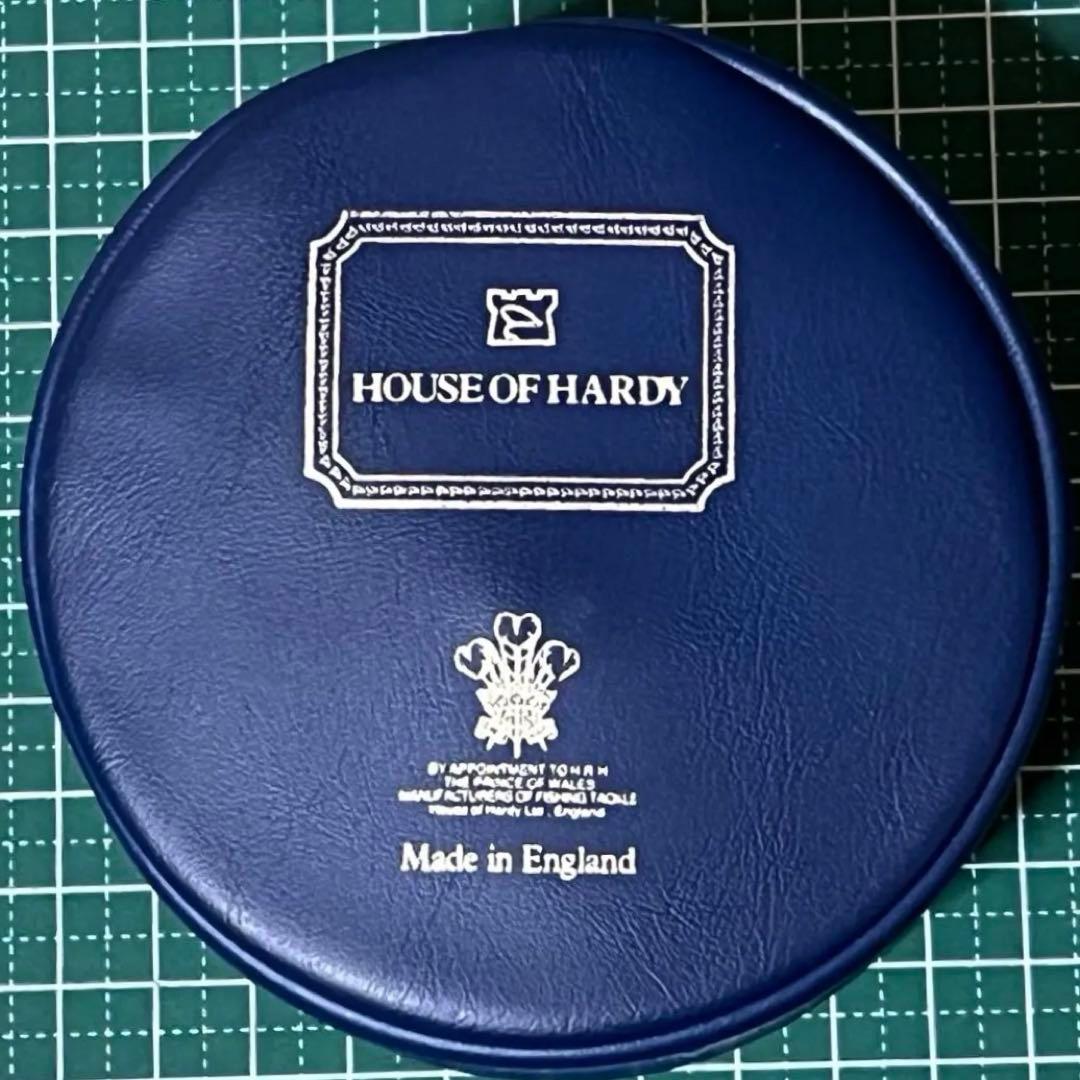 HOUSE OF HARDY
BY APPOINTMENT TO H R H
THE PRINCE OF WALES
MANUFACTURERS OF FISHING TACKLE
House of Hardy Ltd . England
Made in England